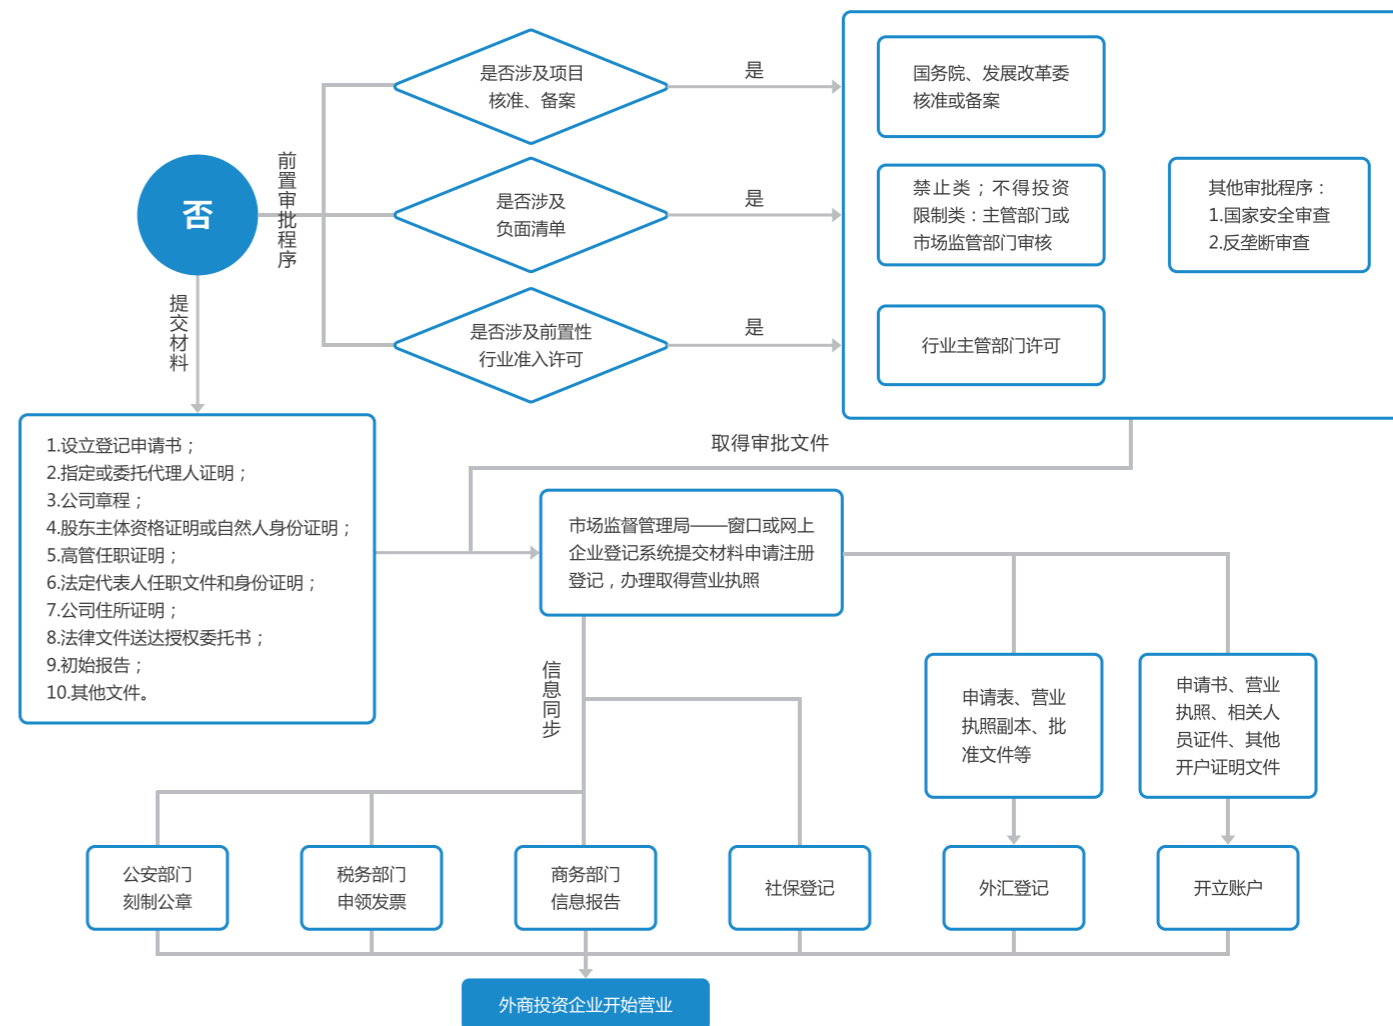 是否涉及项目
核准、备案
是
国务院、发展改革委
核准或备案
否
前置审批程序
是否涉及
负面清单
是
禁止类；不得投资
限制类：主管部门或
市场监管部门审核
其他审批程序：
1.国家安全审查
2.反垄断审查
提交材料
是否涉及前置性
行业准入许可
是
行业主管部门许可
取得审批文件
1.设立登记申请书；
2.指定或委托代理人证明；
3.公司章程；
4.股东主体资格证明或自然人身份证明；
5.高管任职证明；
6.法定代表人任职文件和身份证明；
7.公司住所证明；
8.法律文件送达授权委托书；
9.初始报告；
10.其他文件。
市场监督管理局——窗口或网上
企业登记系统提交材料申请注册
登记，办理取得营业执照
信息同步
申请表、营业
执照副本、批
准文件等
申请书、营业
执照、相关人
员证件、其他
开户证明文件
公安部门
刻制公章
税务部门
申领发票
商务部门
信息报告
社保登记
外汇登记
开立账户
外商投资企业开始营业